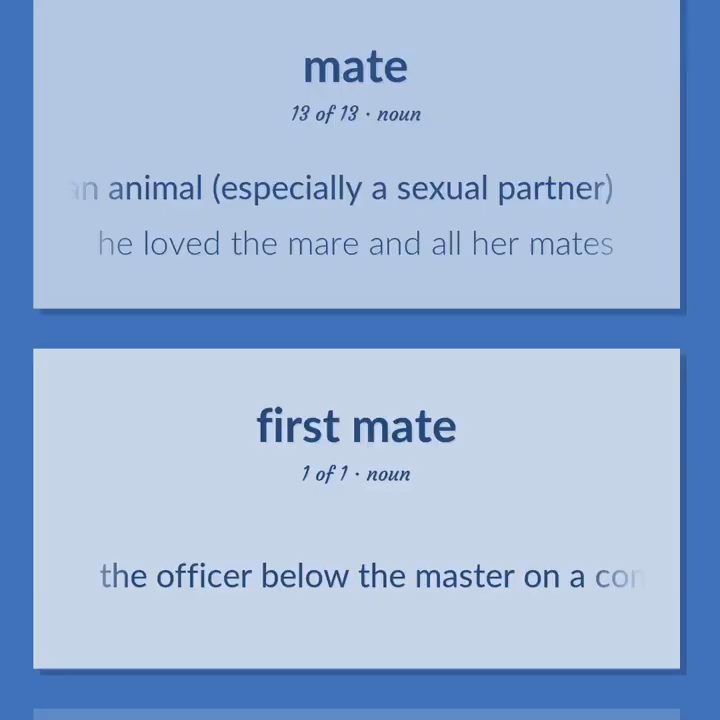 mate
13 of 13 · noun
an animal (especially a sexual partner)
he loved the mare and all her mates
first mate
1 of 1 · noun
the officer below the master on a